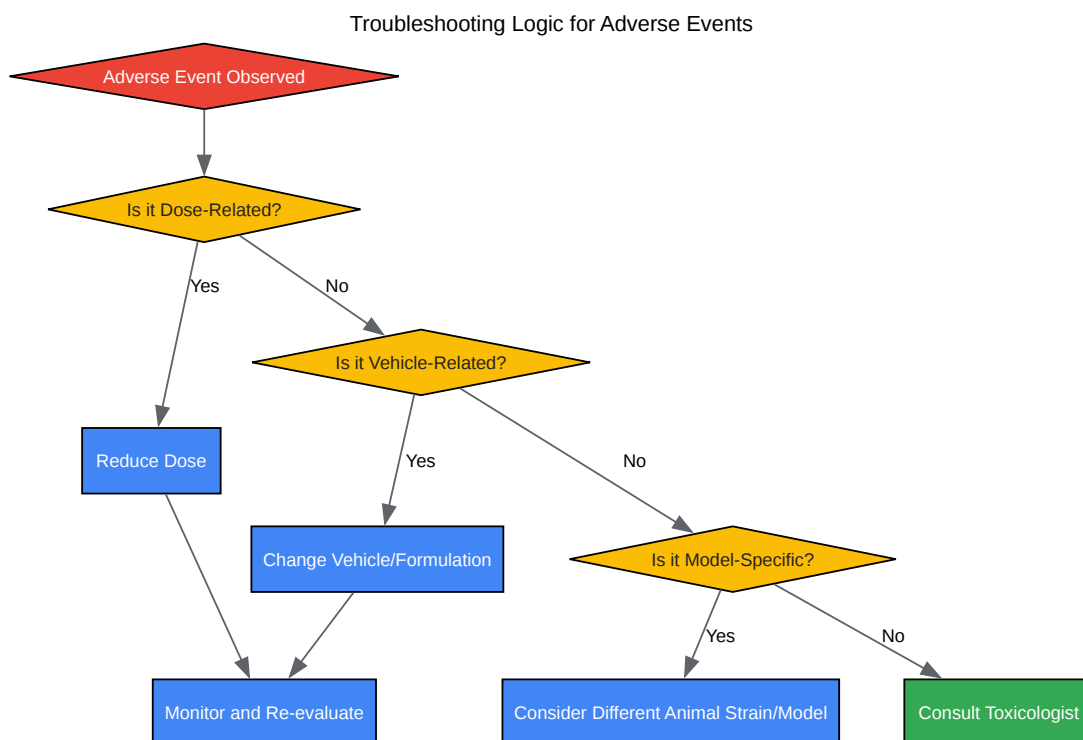 Troubleshooting Logic for Adverse Events
Adverse Event Observed
Is it Dose-Related?
Yes
No
Is it Vehicle-Related?
Reduce Dose
Yes
No
Change Vehicle/Formulation
Is it Model-Specific?
Yes
No
Monitor and Re-evaluate
Consider Different Animal Strain/Model
Consult Toxicologist